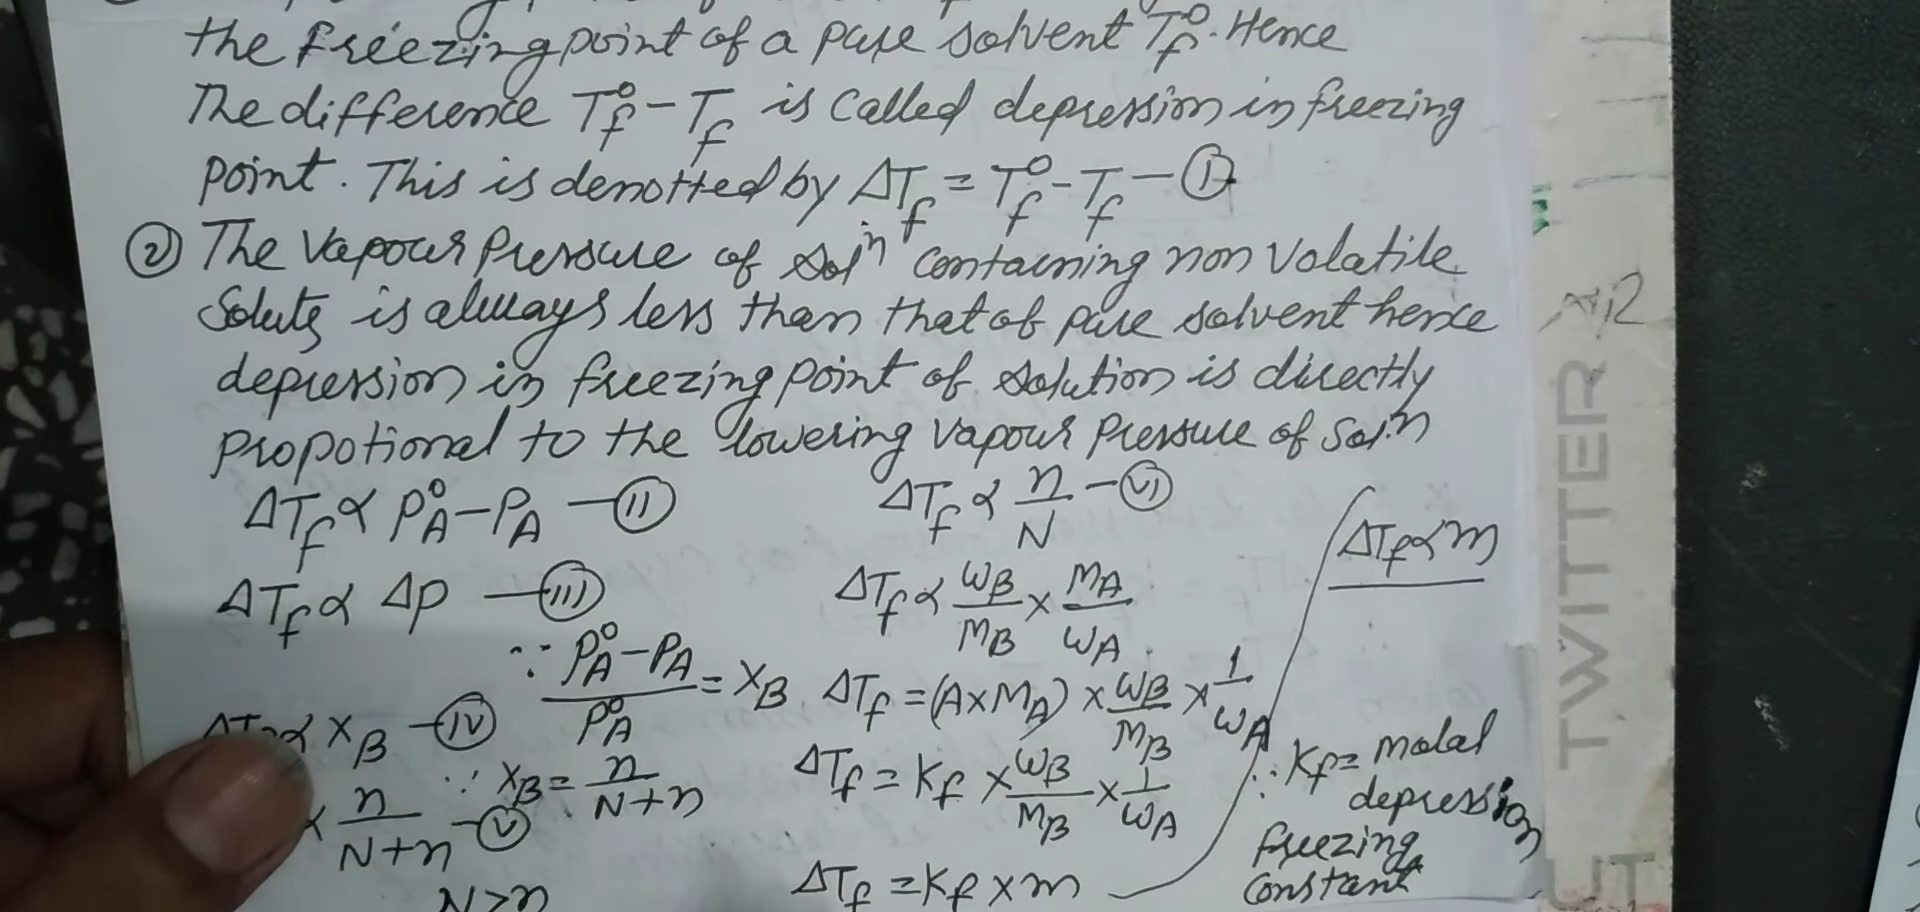 the freezing point of a pure solvent T°f. Hence
The difference T°f - Tf is called depression in freezing
point. This is denotted by ΔTf = T°f - Tf — (I)
(2) The Vapour Pressure of Solⁿ containing non Volatile
Solute is always less than that of pure solvent hence
depression in freezing point of solution is directly
propotional to the lowering vapour pressure of Solⁿ
ΔTf ∝ P°A - PA — (II)
ΔTf ∝ ΔP — (III)
∵ (P°A - PA)/P°A = XB
∝ XB — (IV)
∵ XB = n/(N+n)
∝ n/(N+n) — (V)
N>n
ΔTf ∝ n/N — (VI)
ΔTf ∝ WB/MB × MA/WA
ΔTf = (A×MA) × WB/MB × 1/WA
ΔTf = Kf × WB/MB × 1/WA
ΔTf = Kf × m
ΔTf ∝ m
∵ Kf = molal
depression
freezing
constant
TWITTER